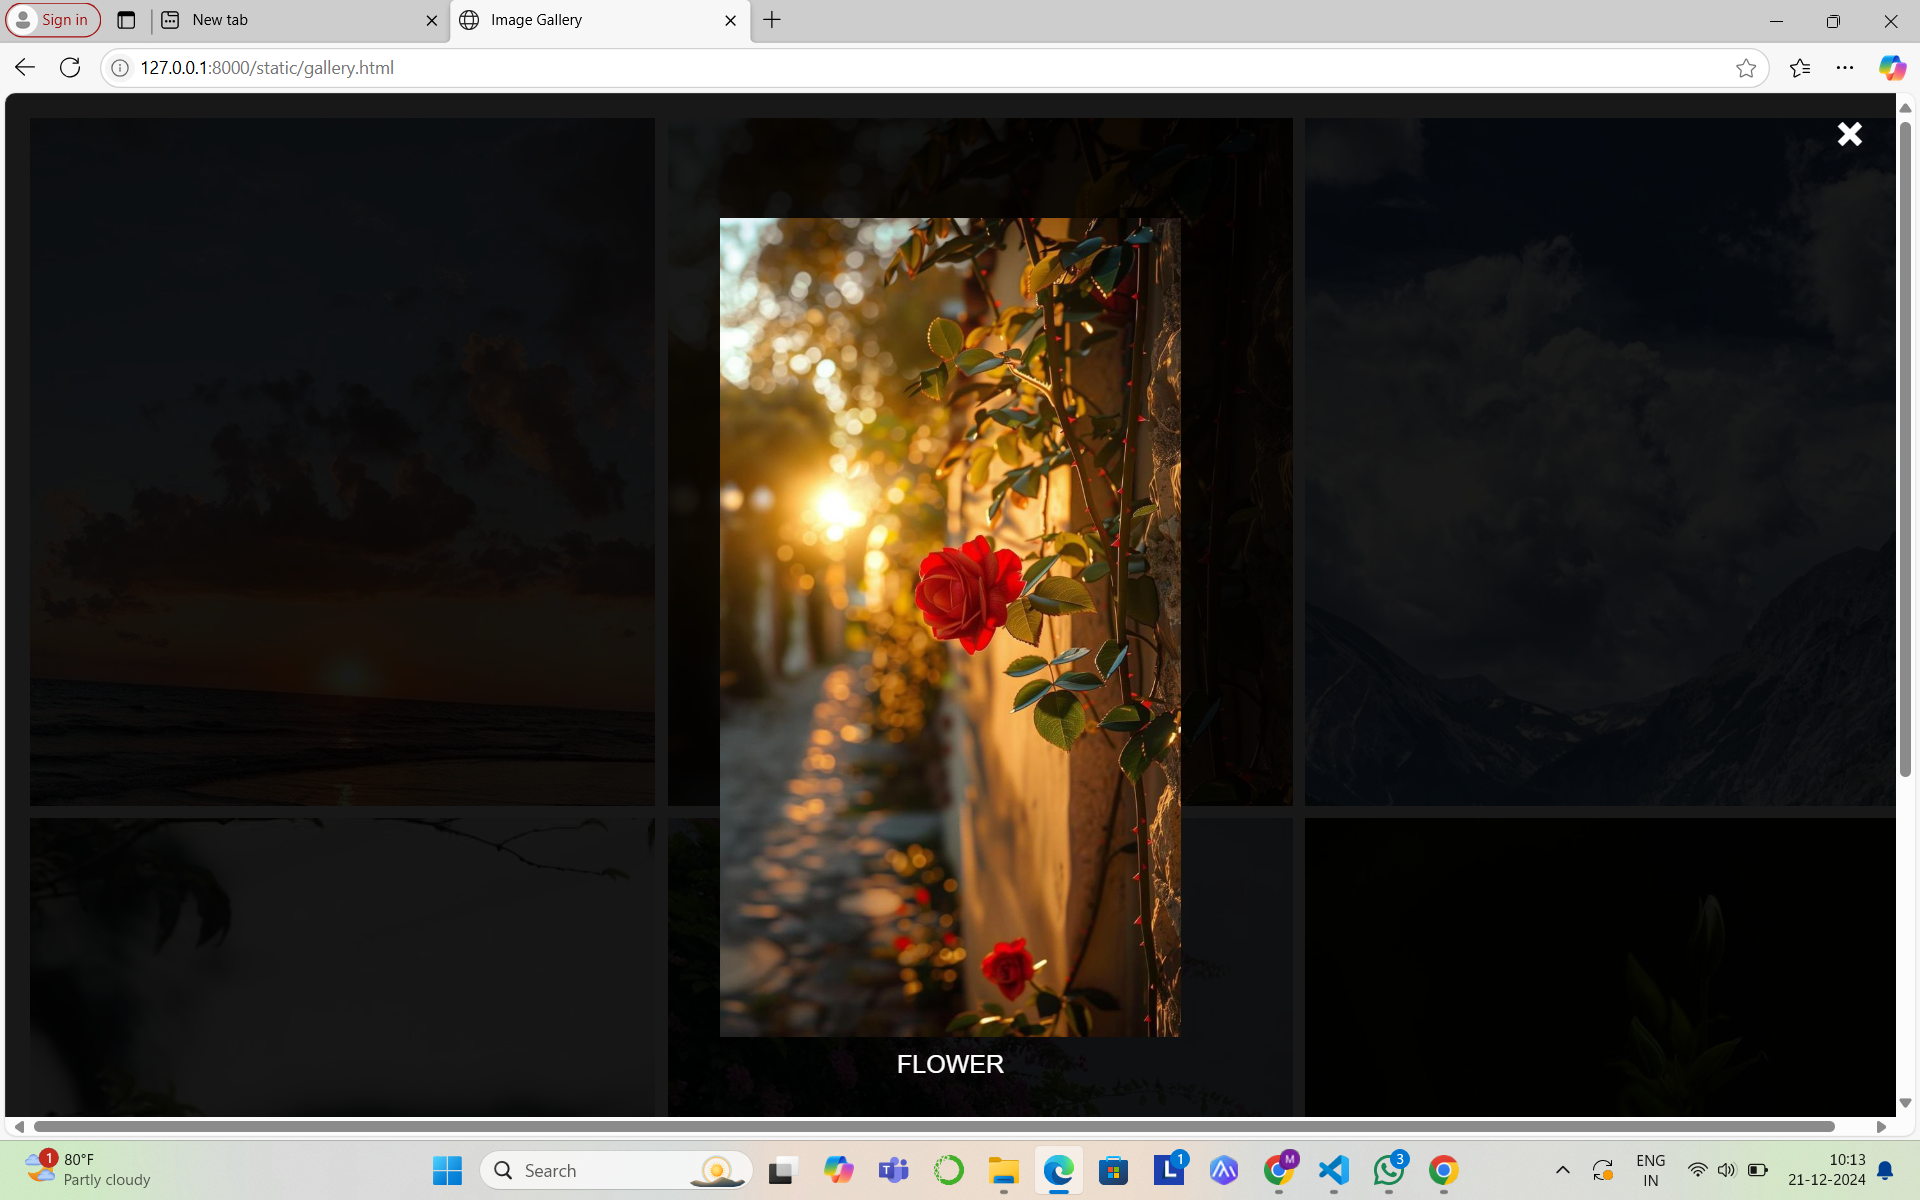 Sign in
New tab
Image Gallery
127.0.0.1:8000/static/gallery.html
FLOWER
1
80°F
Partly cloudy
Search
T
L
1
M
3
ENG
IN
10:13
21-12-2024